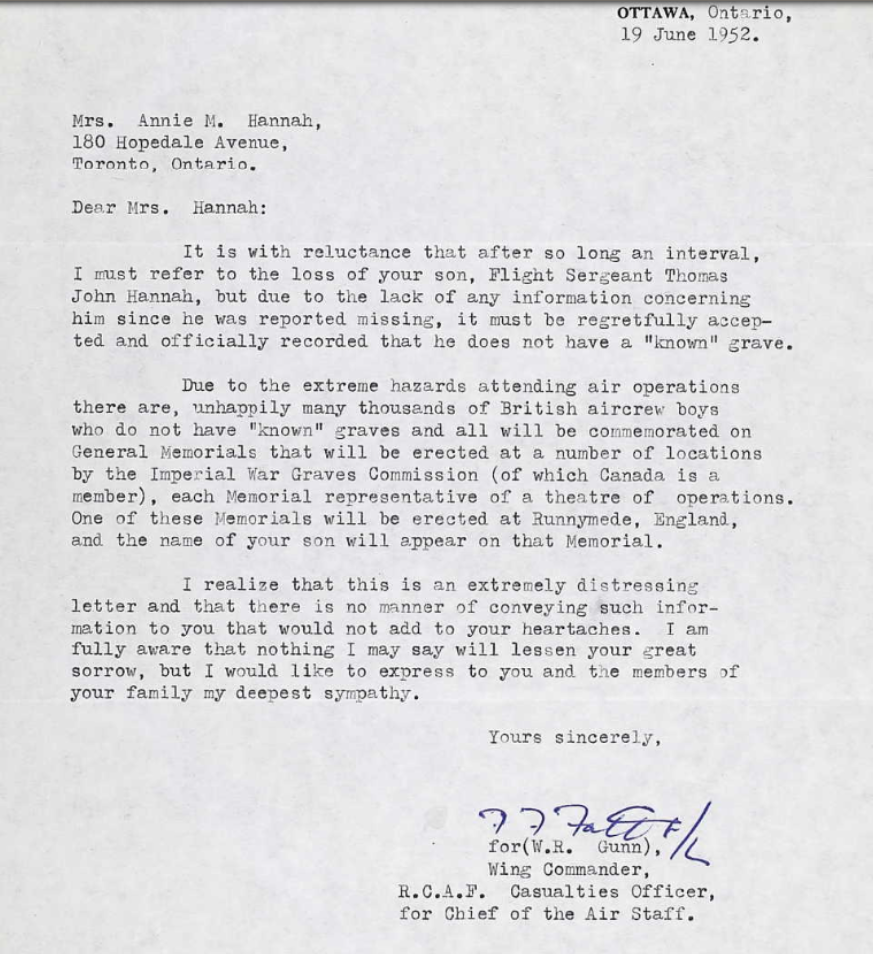 OTTAWA, Ontario,
19 June 1952.
Mrs. Annie M. Hannah,
180 Hopedale Avenue,
Toronto, Ontario.
Dear Mrs. Hannah:
It is with reluctance that after so long an interval,
I must refer to the loss of your son, Flight Sergeant Thomas
John Hannah, but due to the lack of any information concerning
him since he was reported missing, it must be regretfully accep-
ted and officially recorded that he does not have a "known" grave.
Due to the extreme hazards attending air operations
there are, unhappily many thousands of British aircrew boys
who do not have "known" graves and all will be commemorated on
General Memorials that will be erected at a number of locations
by the Imperial War Graves Commission (of which Canada is a
member), each Memorial representative of a theatre of operations.
One of these Memorials will be erected at Runnymede, England,
and the name of your son will appear on that Memorial.
I realize that this is an extremely distressing
letter and that there is no manner of conveying such infor-
mation to you that would not add to your heartaches. I am
fully aware that nothing I may say will lessen your great
sorrow, but I would like to express to you and the members of
your family my deepest sympathy.
Yours sincerely,
F/L
for(W.R. Gunn),
Wing Commander,
R.C.A.F. Casualties Officer,
for Chief of the Air Staff.